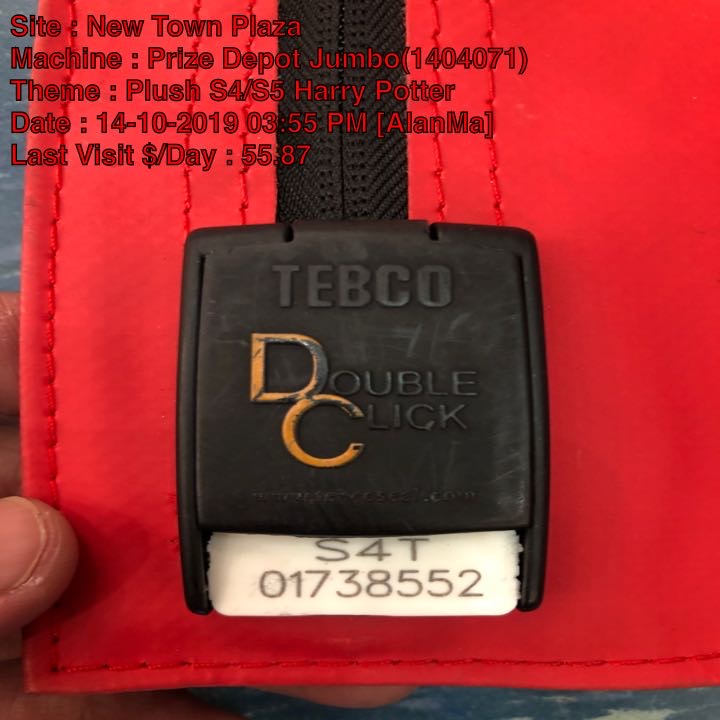 Site : New Town Plaza
Machine : Prize Depot Jumbo(1404071)
Theme : Plush S4/S5 Harry Potter
Date : 14-10-2019 03:55 PM [AlanMa]
Last Visit $/Day : 55.87
TEBCO
DOUBLE
CLICK
S4T
01738552